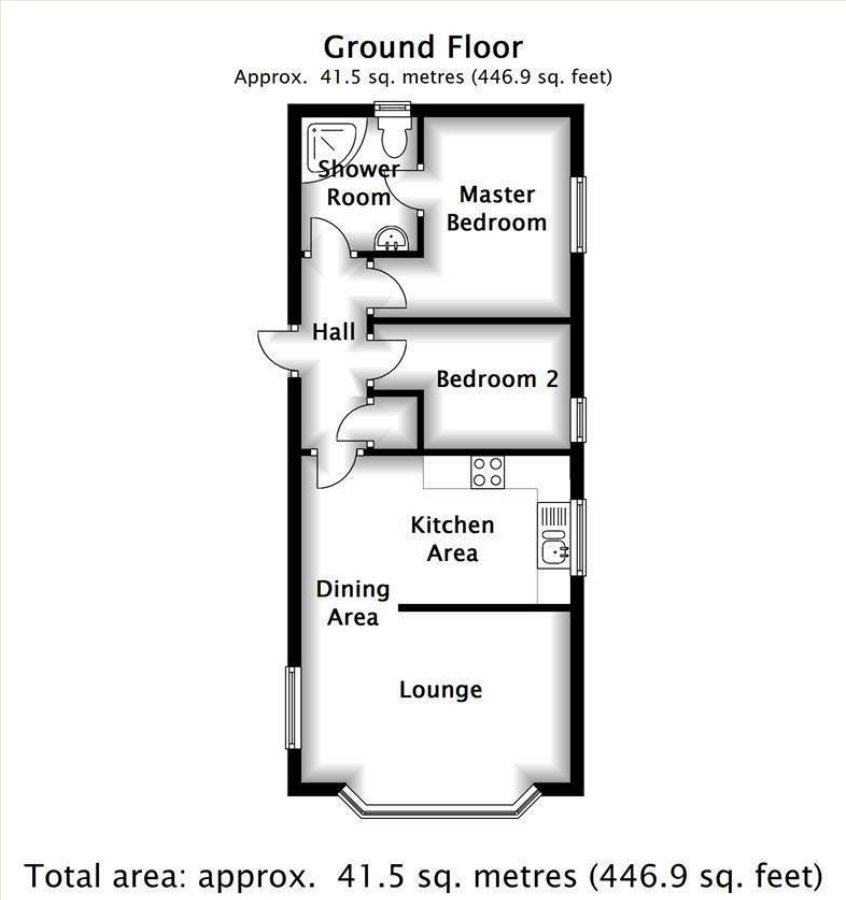 Ground Floor
Approx. 41.5 sq. metres (446.9 sq. feet)
Shower
Room
Master
Bedroom
Hall
Bedroom 2
Kitchen
Area
Dining
Area
Lounge
Total area: approx. 41.5 sq. metres (446.9 sq. feet)